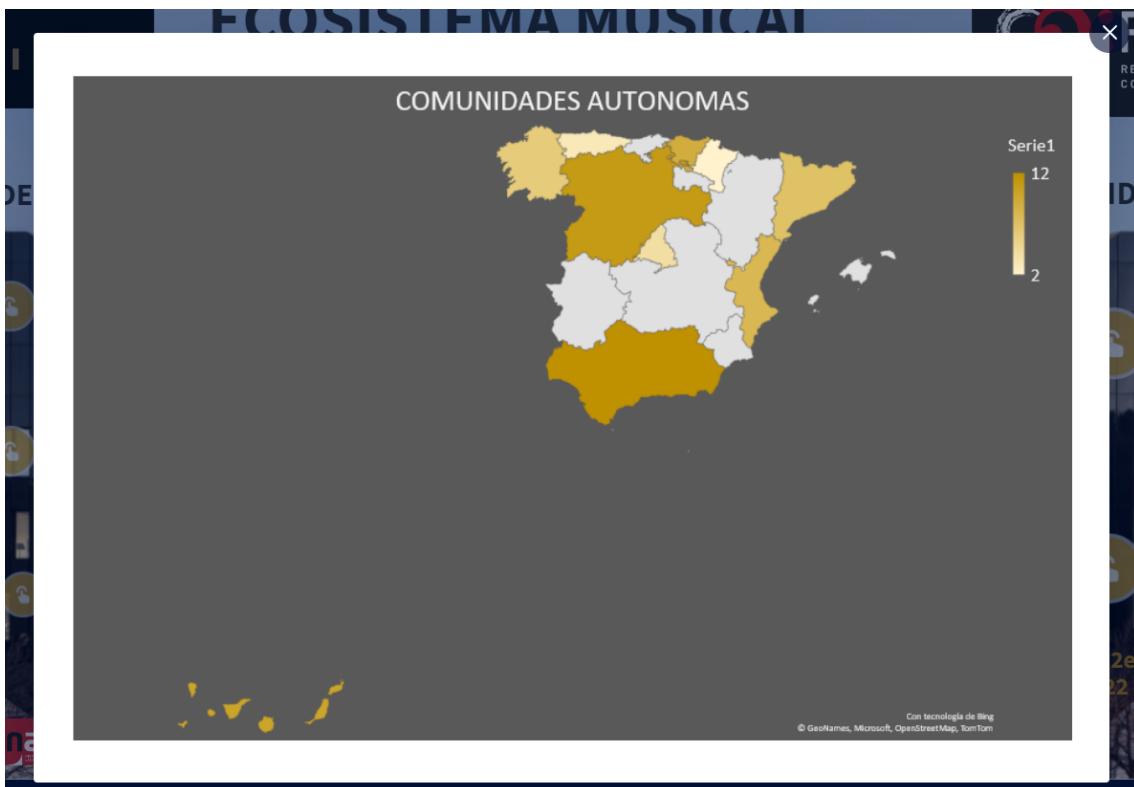 ECOSISTEMA MUSICAL
COMUNIDADES AUTONOMAS
Serie1
12
2
Con tecnología de Bing
© GeoNames, Microsoft, OpenStreetMap, TomTom